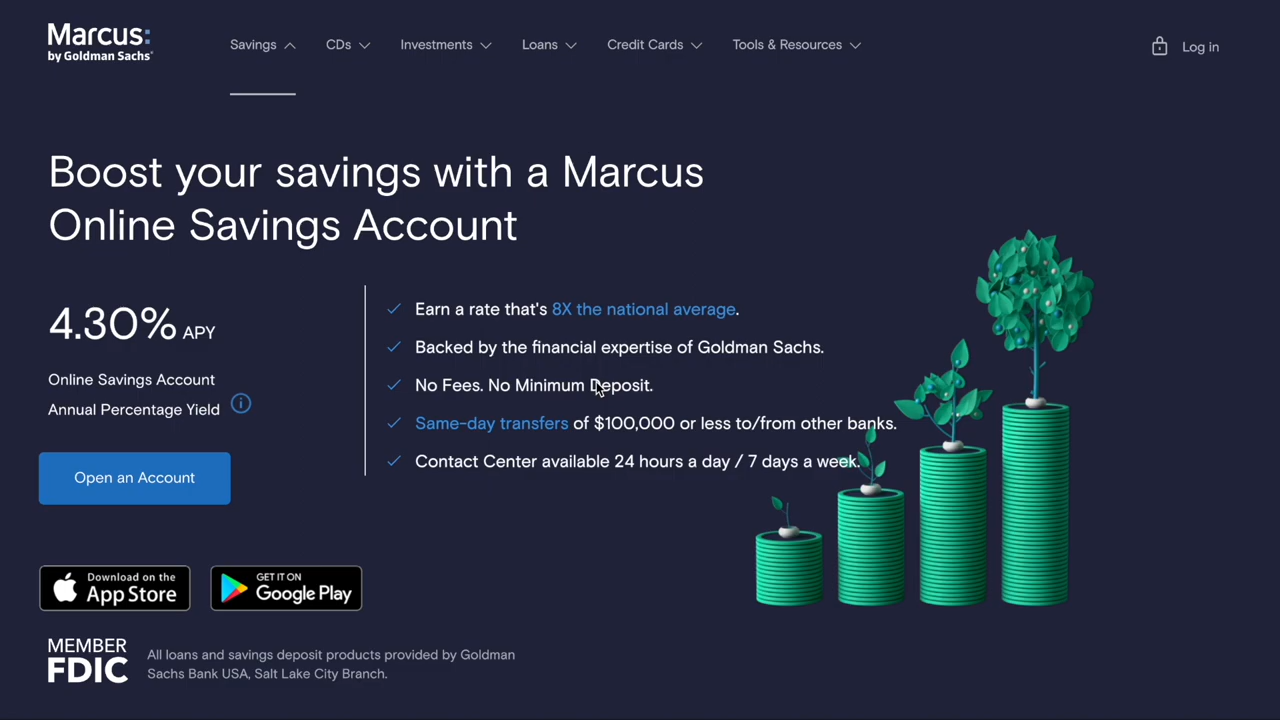 Marcus:
by Goldman Sachs®
Savings
CDs
Investments
Loans
Credit Cards
Tools & Resources
Log in
Boost your savings with a Marcus
Online Savings Account
4.30% APY
Online Savings Account
Annual Percentage Yield
Open an Account
Earn a rate that's 8X the national average.
Backed by the financial expertise of Goldman Sachs.
No Fees. No Minimum Deposit.
Same-day transfers of $100,000 or less to/from other banks.
Contact Center available 24 hours a day / 7 days a week.
Download on the
App Store
GET IT ON
Google Play
MEMBER
FDIC
All loans and savings deposit products provided by Goldman
Sachs Bank USA, Salt Lake City Branch.